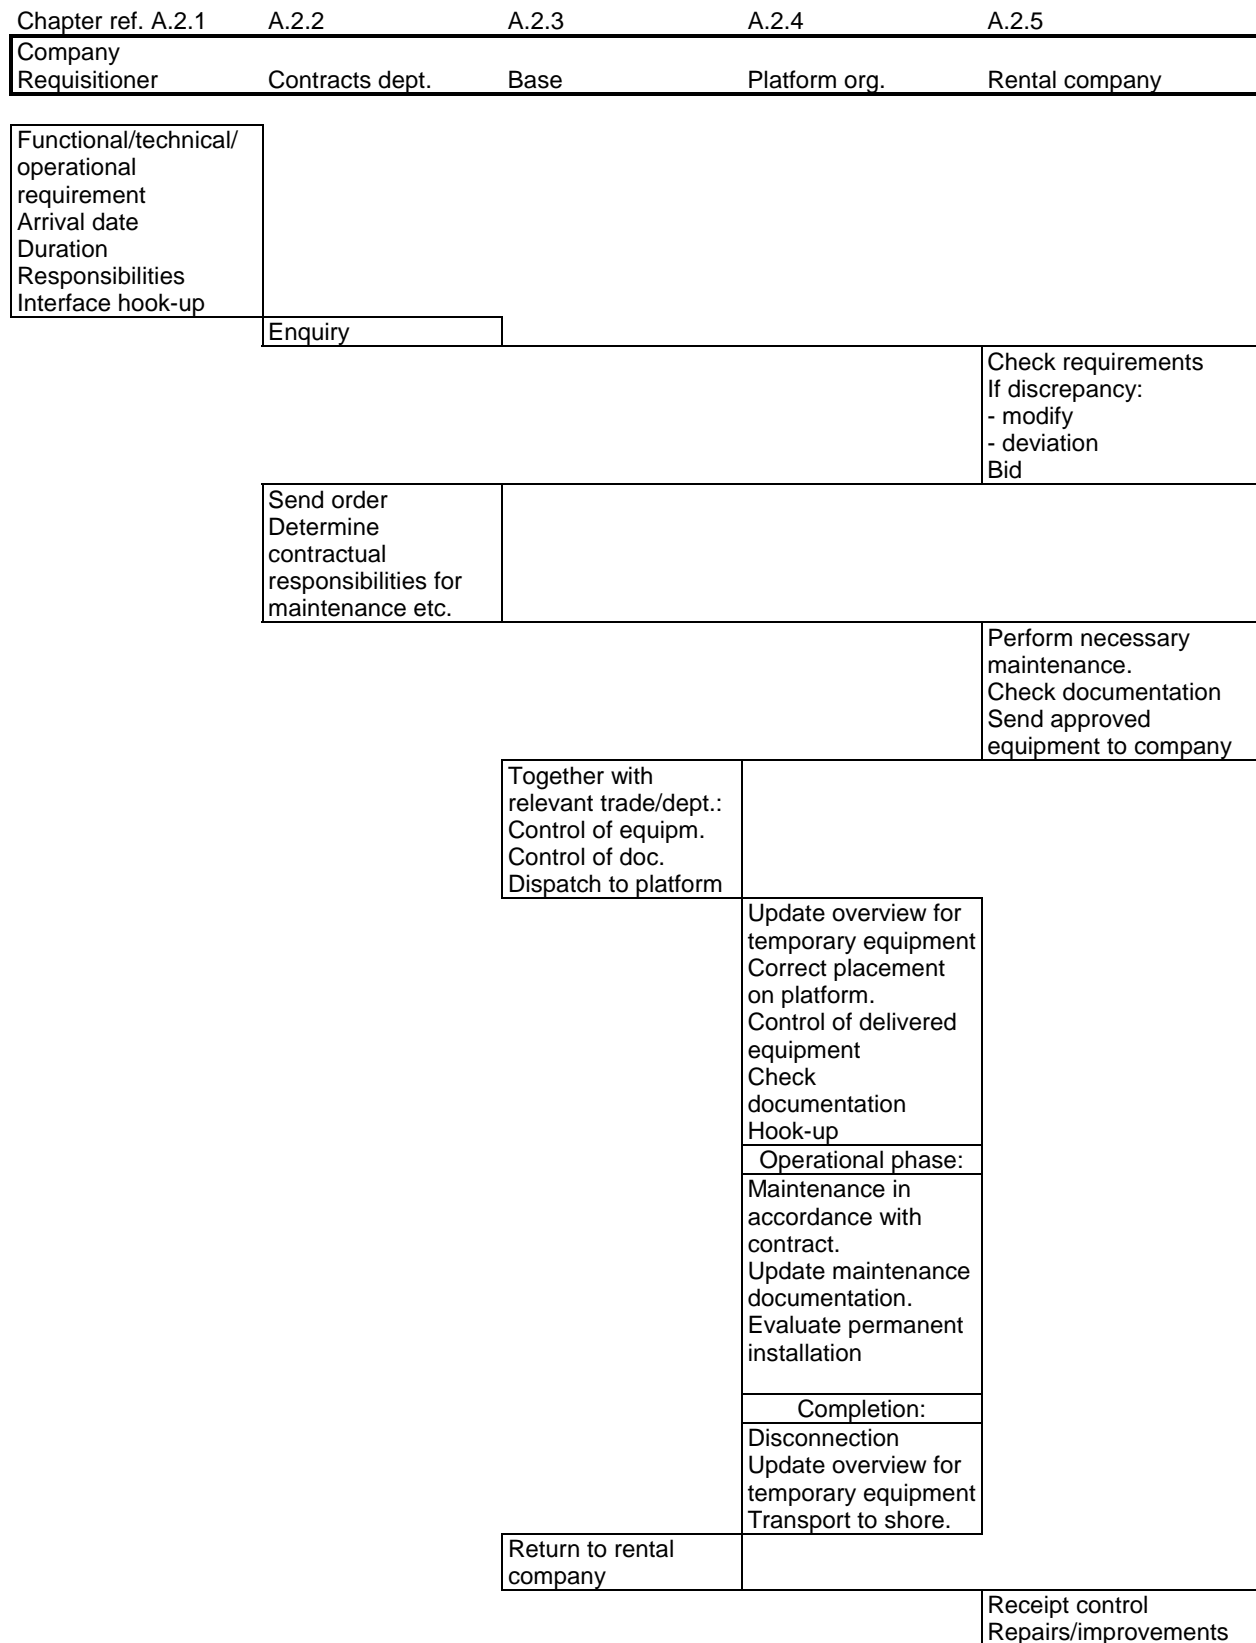 Chapter ref. A.2.1 A.2.2 A.2.3 A.2.4 A.2.5
Company
Requisitioner Contracts dept. Base Platform org. Rental company
Functional/technical/
operational
requirement
Arrival date
Duration
Responsibilities
Interface hook-up
Enquiry
Check requirements
If discrepancy:
- modify
- deviation
Bid
Send order
Determine
contractual
responsibilities for
maintenance etc.
Perform necessary
maintenance.
Check documentation
Send approved
equipment to company
Together with
relevant trade/dept.:
Control of equipm.
Control of doc.
Dispatch to platform
Update overview for
temporary equipment
Correct placement
on platform.
Control of delivered
equipment
Check
documentation
Hook-up
Operational phase:
Maintenance in
accordance with
contract.
Update maintenance
documentation.
Evaluate permanent
installation
Completion:
Disconnection
Update overview for
temporary equipment
Transport to shore.
Return to rental
company
Receipt control
Repairs/improvements